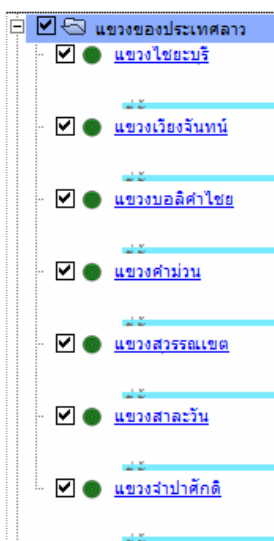 แขวงของประเทศลาว
แขวงไชยะบุรี
แขวงเวียงจันทน์
แขวงบอลิคำไชย
แขวงคำม่วน
แขวงสุวรรณเขต
แขวงสาละวัน
แขวงจำปาศักดิ์